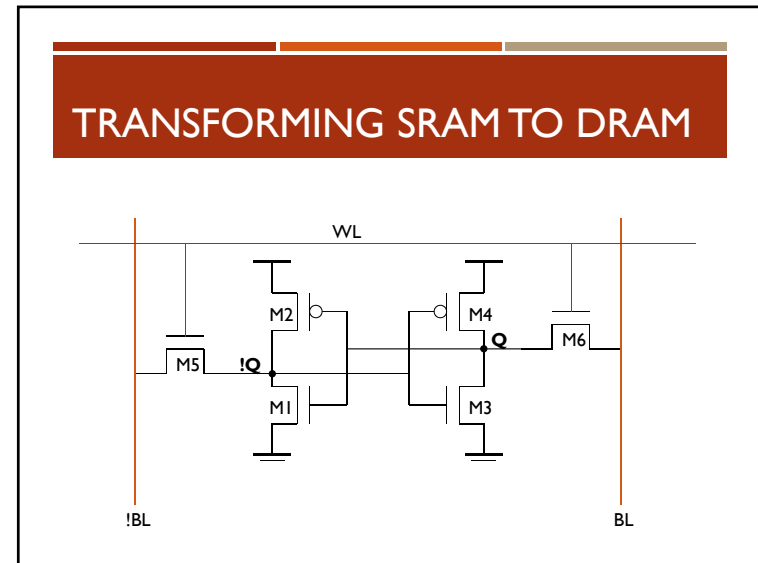 TRANSFORMING SRAM TO DRAM
WL
M2 M4
Q
M6
M5 !Q
M1 M3
!BL BL